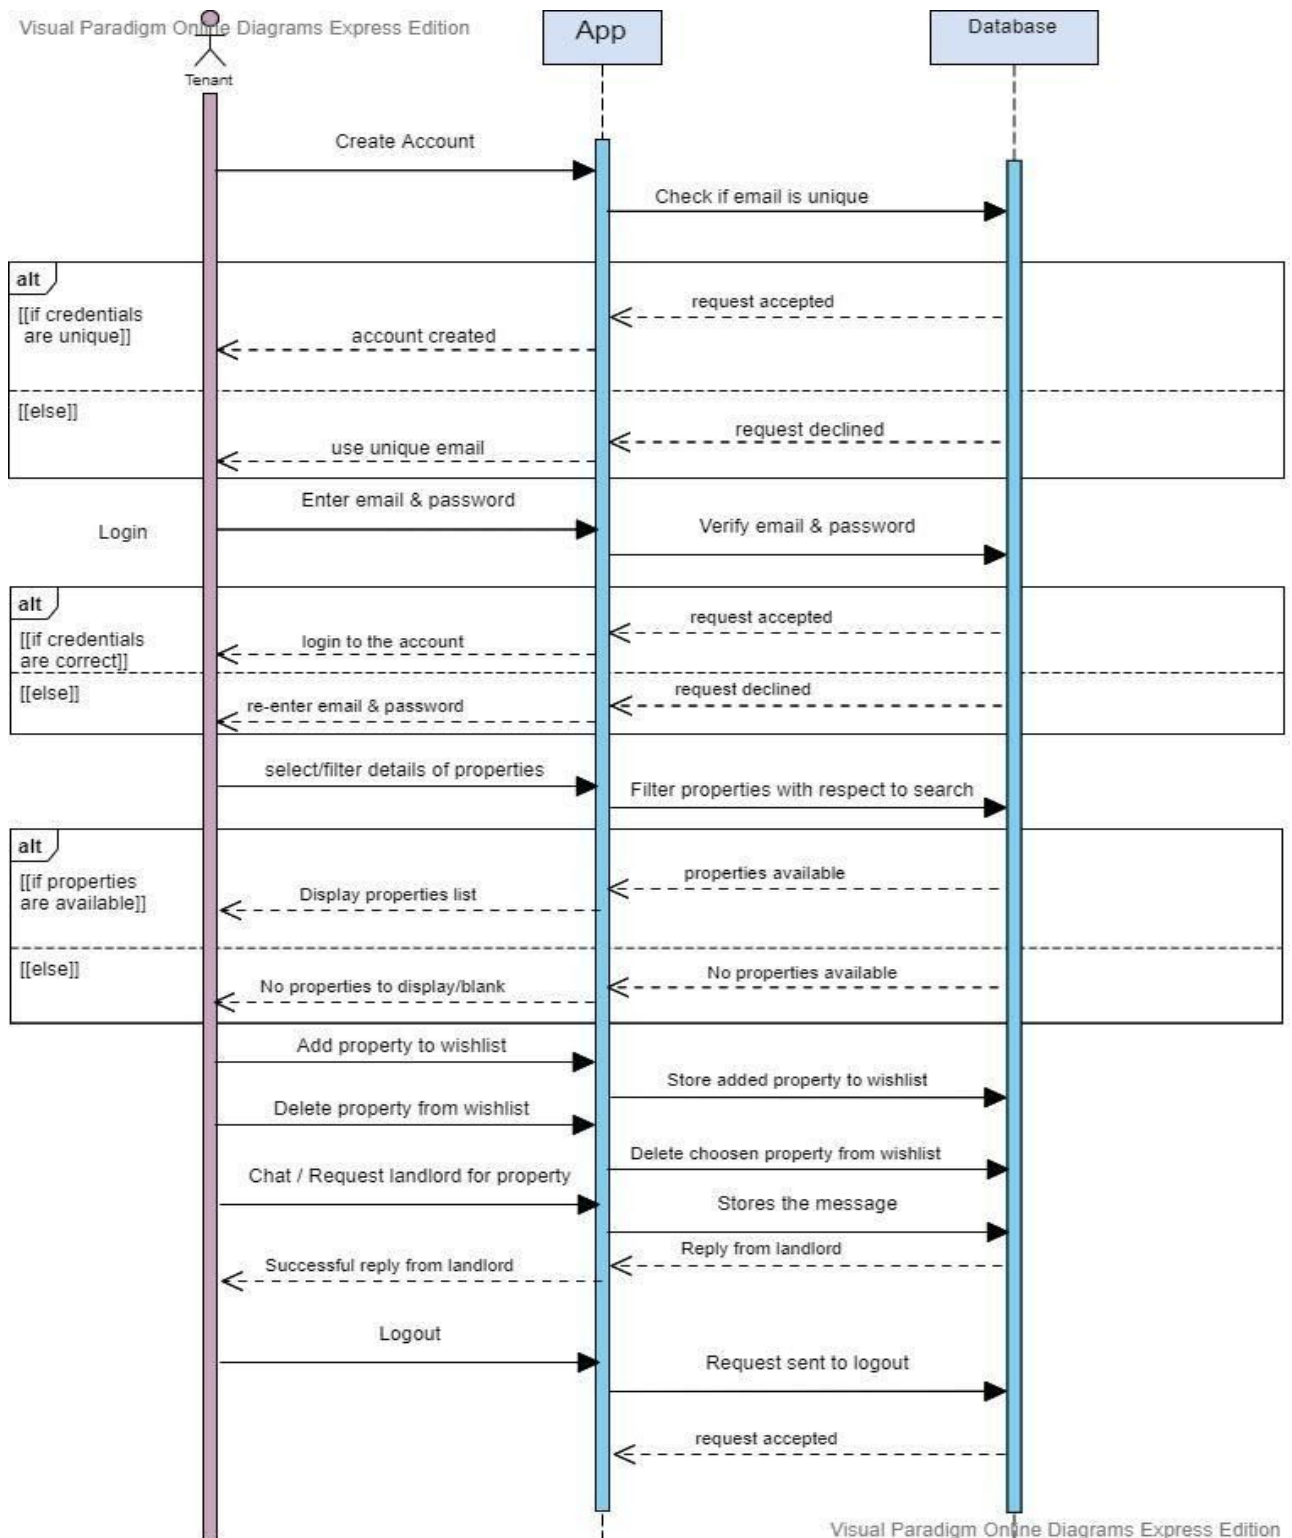 Visual Paradigm Online Diagrams Express Edition
App
Database
Tenant
Create Account
Check if email is unique
alt
[[if credentials
are unique]]
request accepted
account created
[[else]]
request declined
use unique email
Enter email & password
Login
Verify email & password
alt
[[if credentials
are correct]]
request accepted
login to the account
[[else]]
request declined
re-enter email & password
select/filter details of properties
Filter properties with respect to search
alt
[[if properties
are available]]
properties available
Display properties list
[[else]]
No properties available
No properties to display/blank
Add property to wishlist
Store added property to wishlist
Delete property from wishlist
Delete choosen property from wishlist
Chat / Request landlord for property
Stores the message
Reply from landlord
Successful reply from landlord
Logout
Request sent to logout
request accepted
Visual Paradigm Online Diagrams Express Edition